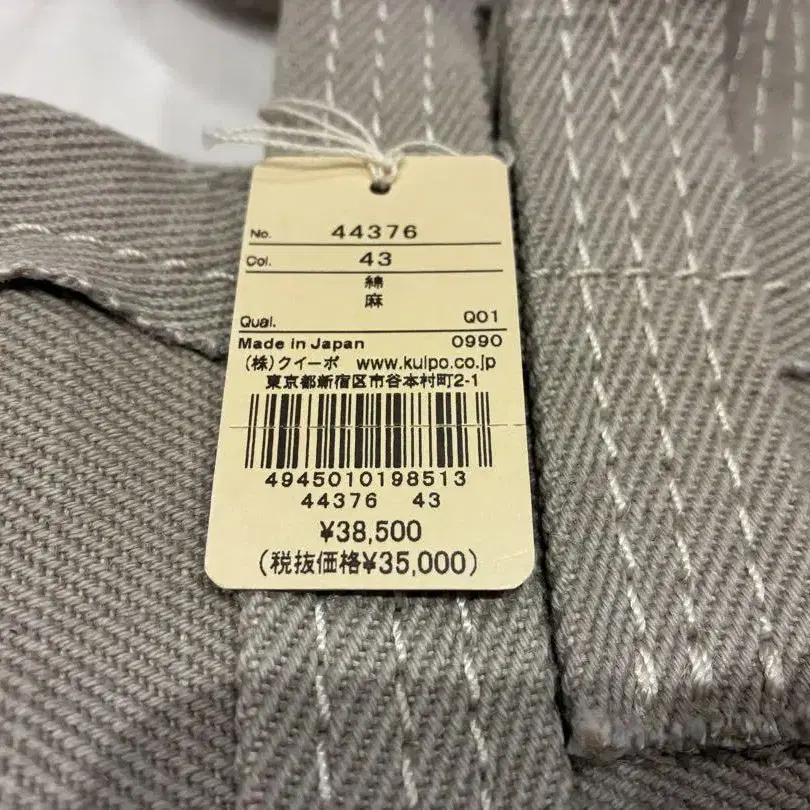 No. 44376
Col. 43
綿
麻
Qual. Q01
Made in Japan 0990
(株)クイーポ www.kuipo.co.jp
東京都新宿区市谷本村町2-1
4945010198513
44376 43
¥38,500
(税抜価格¥35,000)